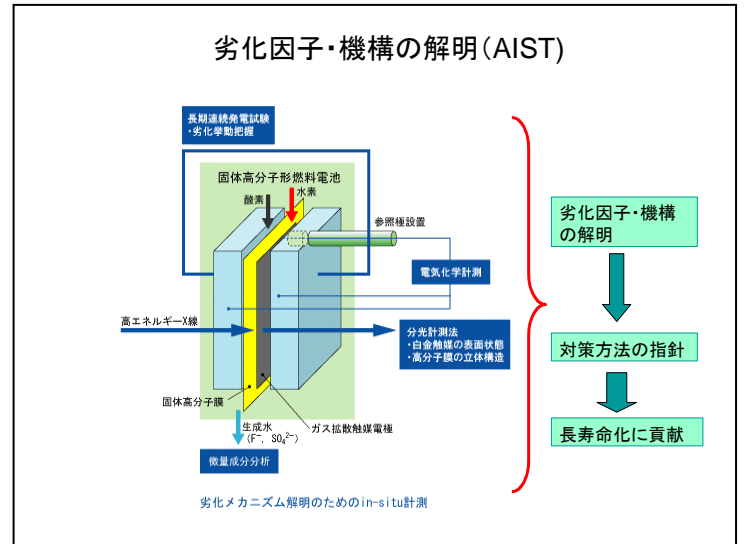 劣化因子・機構の解明(AIST)
長期連続発電試験
・劣化挙動把握
固体高分子形燃料電池
水素
酸素
参照極設置
電気化学計測
高エネルギーX線
分光計測法
・白金触媒の表面状態
・高分子膜の立体構造
固体高分子膜
ガス拡散触媒電極
生成水
(F⁻, SO₄²⁻)
微量成分分析
劣化メカニズム解明のためのin-situ計測
劣化因子・機構
の解明
対策方法の指針
長寿命化に貢献